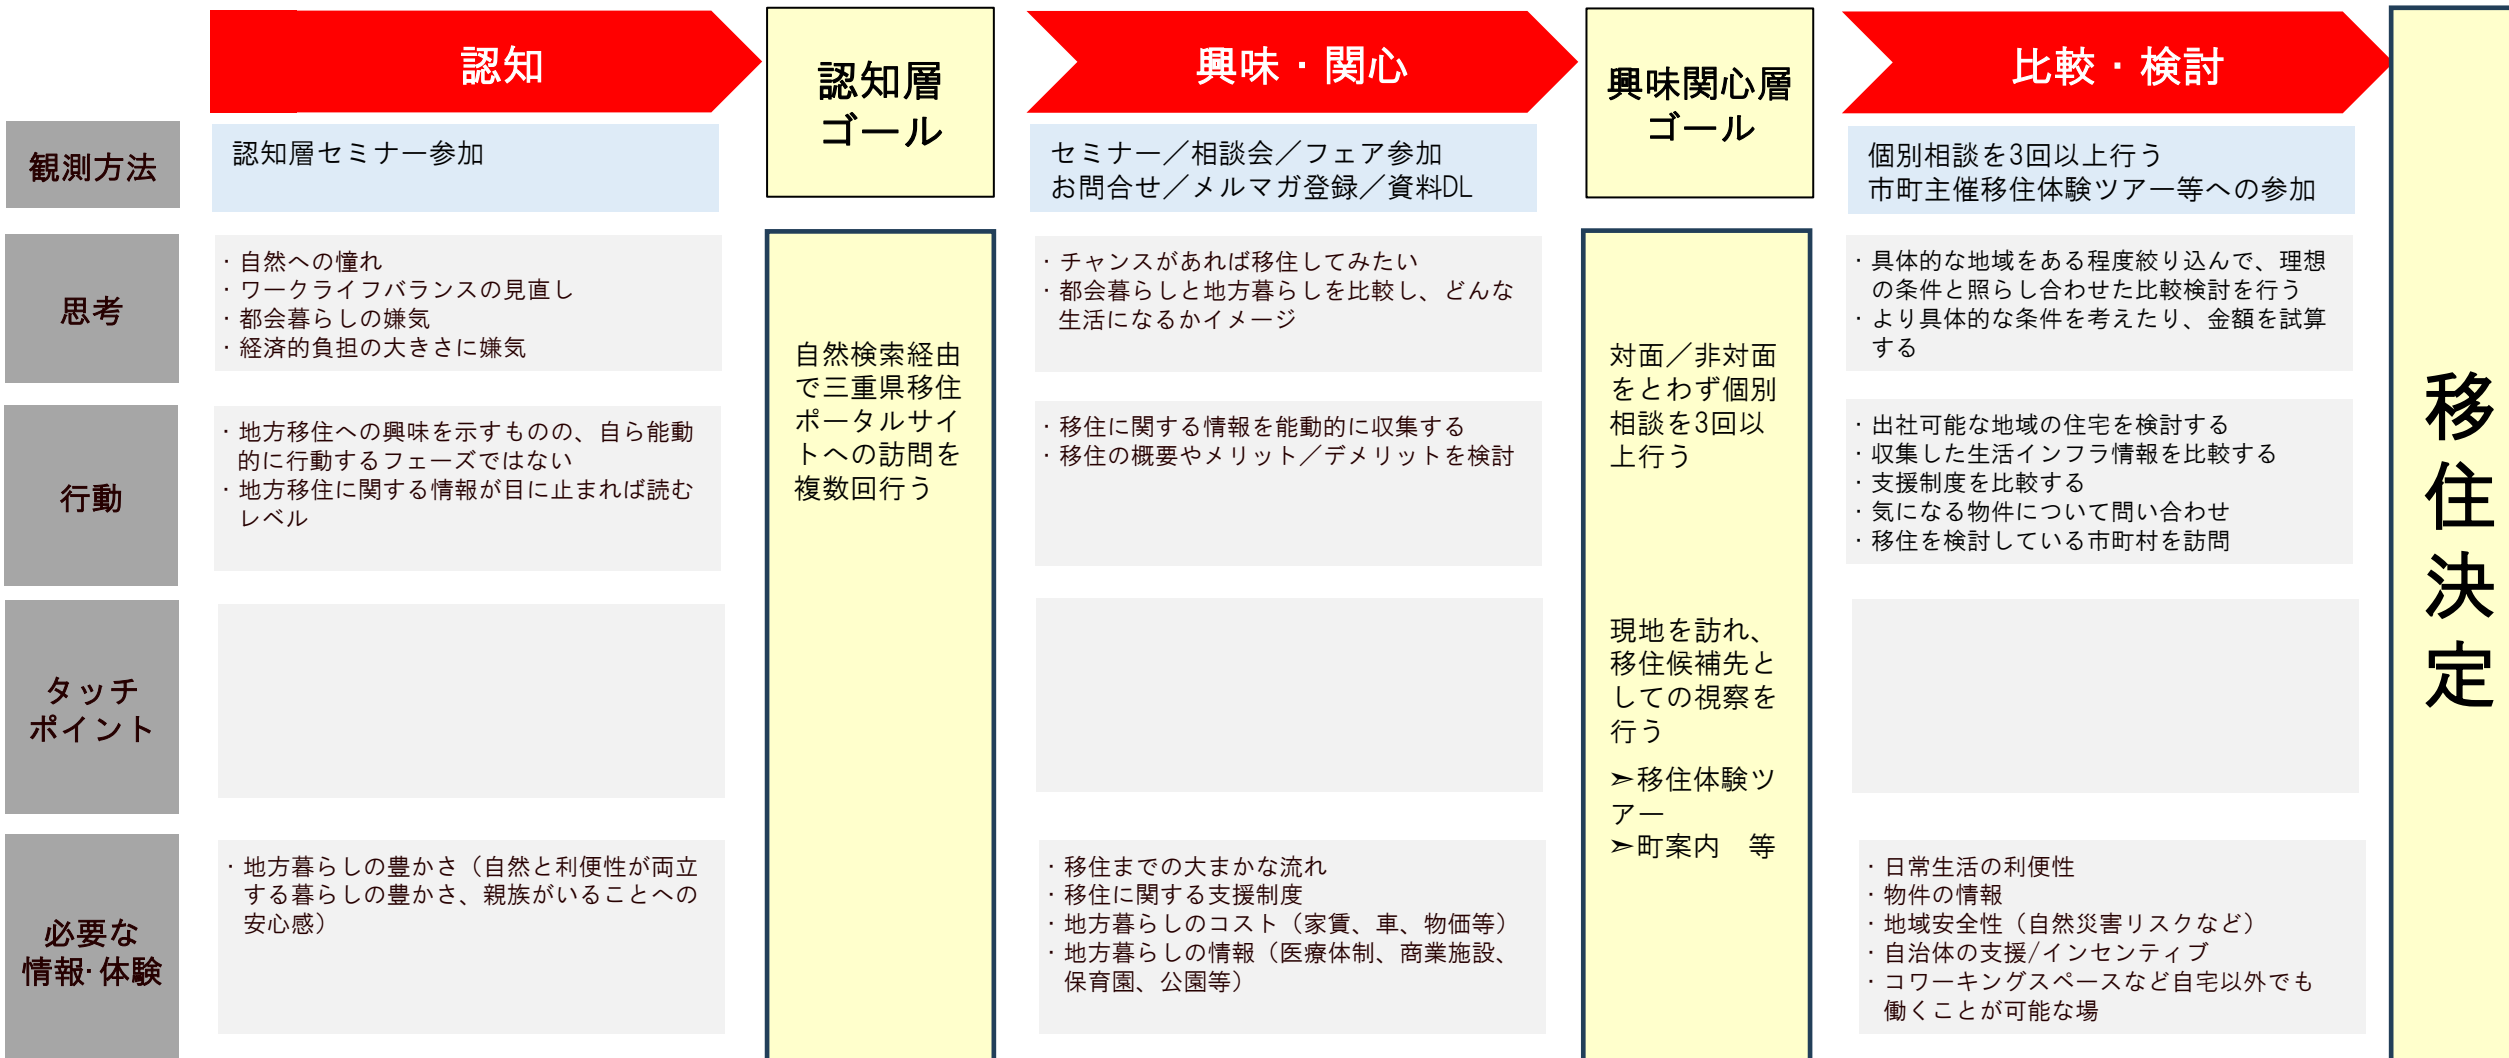 認知
認知層
ゴール
興味・関心
興味関心層
ゴール
比較・検討
観測方法
認知層セミナー参加
セミナー／相談会／フェア参加
お問合せ／メルマガ登録／資料DL
個別相談を3回以上行う
市町主催移住体験ツアー等への参加
思考
・自然への憧れ
・ワークライフバランスの見直し
・都会暮らしの嫌気
・経済的負担の大きさに嫌気
・チャンスがあれば移住してみたい
・都会暮らしと地方暮らしを比較し、どんな
生活になるかイメージ
・具体的な地域をある程度絞り込んで、理想
の条件と照らし合わせた比較検討を行う
・より具体的な条件を考えたり、金額を試算
する
行動
・地方移住への興味を示すものの、自ら能動
的に行動するフェーズではない
・地方移住に関する情報が目に止まれば読む
レベル
自然検索経由
で三重県移住
ポータルサイ
トへの訪問を
複数回行う
・移住に関する情報を能動的に収集する
・移住の概要やメリット／デメリットを検討
対面／非対面
をとわず個別
相談を3回以
上行う
現地を訪れ、
移住候補先と
しての視察を
行う
➣移住体験ツ
アー
➣町案内　等
・出社可能な地域の住宅を検討する
・収集した生活インフラ情報を比較する
・支援制度を比較する
・気になる物件について問い合わせ
・移住を検討している市町村を訪問
タッチ
ポイント
必要な
情報・体験
・地方暮らしの豊かさ（自然と利便性が両立
する暮らしの豊かさ、親族がいることへの
安心感）
・移住までの大まかな流れ
・移住に関する支援制度
・地方暮らしのコスト（家賃、車、物価等）
・地方暮らしの情報（医療体制、商業施設、
保育園、公園等）
・日常生活の利便性
・物件の情報
・地域安全性（自然災害リスクなど）
・自治体の支援/インセンティブ
・コワーキングスペースなど自宅以外でも
働くことが可能な場
移住決定